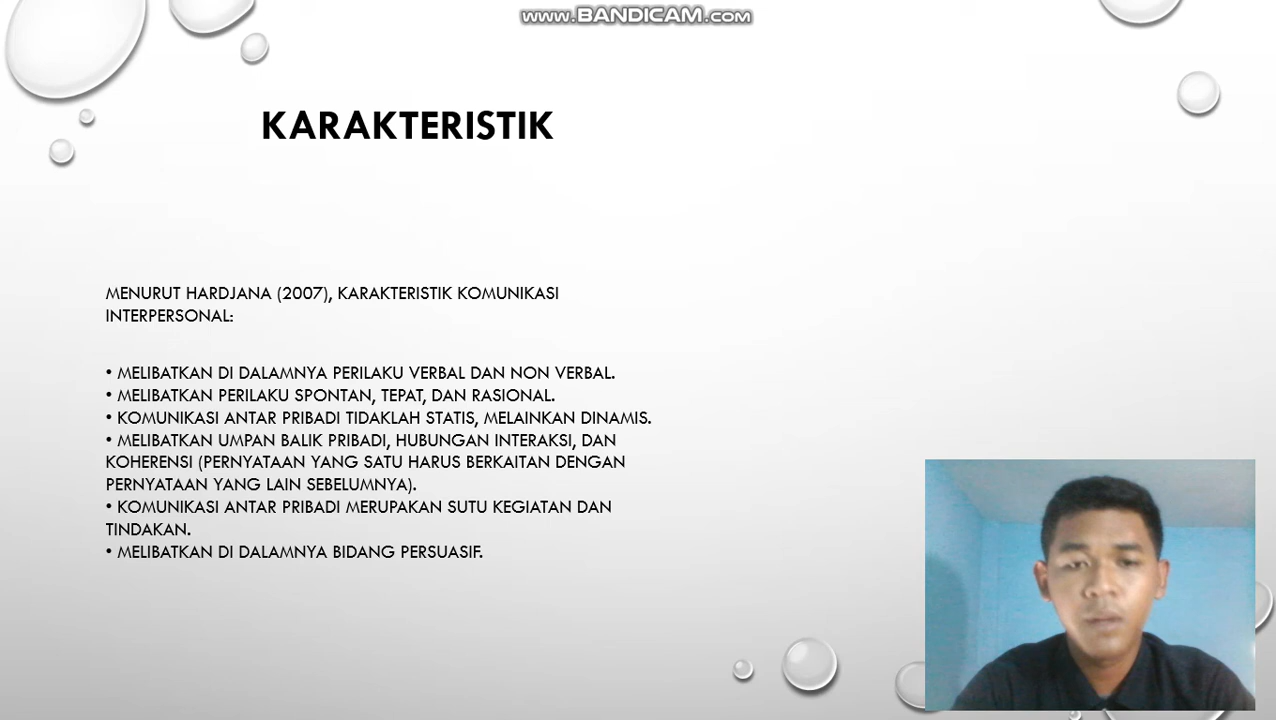 www.BANDICAM.com
KARAKTERISTIK
MENURUT HARDJANA (2007), KARAKTERISTIK KOMUNIKASI
INTERPERSONAL:
• MELIBATKAN DI DALAMNYA PERILAKU VERBAL DAN NON VERBAL.
• MELIBATKAN PERILAKU SPONTAN, TEPAT, DAN RASIONAL.
• KOMUNIKASI ANTAR PRIBADI TIDAKLAH STATIS, MELAINKAN DINAMIS.
• MELIBATKAN UMPAN BALIK PRIBADI, HUBUNGAN INTERAKSI, DAN
KOHERENSI (PERNYATAAN YANG SATU HARUS BERKAITAN DENGAN
PERNYATAAN YANG LAIN SEBELUMNYA).
• KOMUNIKASI ANTAR PRIBADI MERUPAKAN SUTU KEGIATAN DAN
TINDAKAN.
• MELIBATKAN DI DALAMNYA BIDANG PERSUASIF.